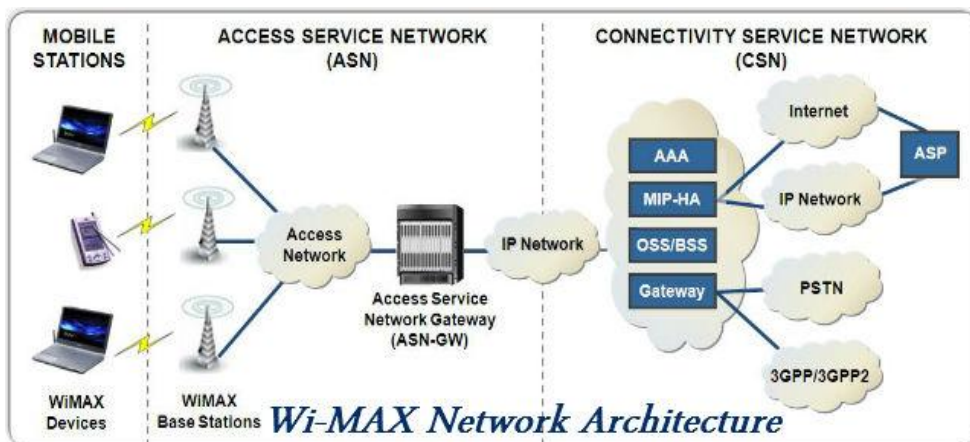 MOBILE
STATIONS
ACCESS SERVICE NETWORK
(ASN)
CONNECTIVITY SERVICE NETWORK
(CSN)
Internet
AAA
ASP
MIP-HA
IP Network
Access
Network
IP Network
OSS/BSS
Gateway
PSTN
Access Service
Network Gateway
(ASN-GW)
3GPP/3GPP2
WiMAX
Devices
WiMAX
Base Stations
Wi-MAX Network Architecture